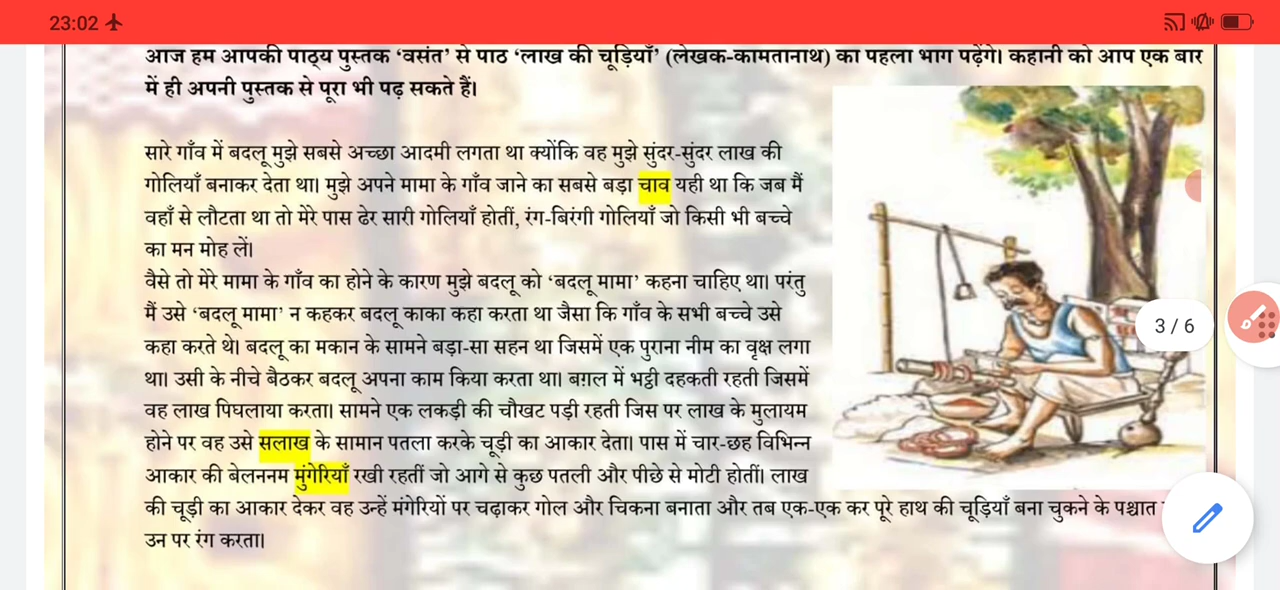 23:02
आज हम आपकी पाठ्य पुस्तक ‘वसंत’ से पाठ ‘लाख की चूड़ियाँ’ (लेखक-कामतानाथ) का पहला भाग पढ़ेंगे। कहानी को आप एक बार
में ही अपनी पुस्तक से पूरा भी पढ़ सकते हैं।
सारे गाँव में बदलू मुझे सबसे अच्छा आदमी लगता था क्योंकि वह मुझे सुंदर-सुंदर लाख की
गोलियाँ बनाकर देता था। मुझे अपने मामा के गाँव जाने का सबसे बड़ा चाव यही था कि जब मैं
वहाँ से लौटता था तो मेरे पास ढेर सारी गोलियाँ होतीं, रंग-बिरंगी गोलियाँ जो किसी भी बच्चे
का मन मोह लें।
वैसे तो मेरे मामा के गाँव का होने के कारण मुझे बदलू को ‘बदलू मामा’ कहना चाहिए था। परंतु
मैं उसे ‘बदलू मामा’ न कहकर बदलू काका कहा करता था जैसा कि गाँव के सभी बच्चे उसे
कहा करते थे। बदलू का मकान के सामने बड़ा-सा सहन था जिसमें एक पुराना नीम का वृक्ष लगा
था। उसी के नीचे बैठकर बदलू अपना काम किया करता था। बग़ल में भट्ठी दहकती रहती जिसमें
वह लाख पिघलाया करता। सामने एक लकड़ी की चौखट पड़ी रहती जिस पर लाख के मुलायम
होने पर वह उसे सलाख के सामान पतला करके चूड़ी का आकार देता। पास में चार-छह विभिन्न
आकार की बेलननम मुंगेरियाँ रखी रहतीं जो आगे से कुछ पतली और पीछे से मोटी होतीं। लाख
की चूड़ी का आकार देकर वह उन्हें मंगेरियों पर चढ़ाकर गोल और चिकना बनाता और तब एक-एक कर पूरे हाथ की चूड़ियाँ बना चुकने के पश्चात
उन पर रंग करता।
3 / 6